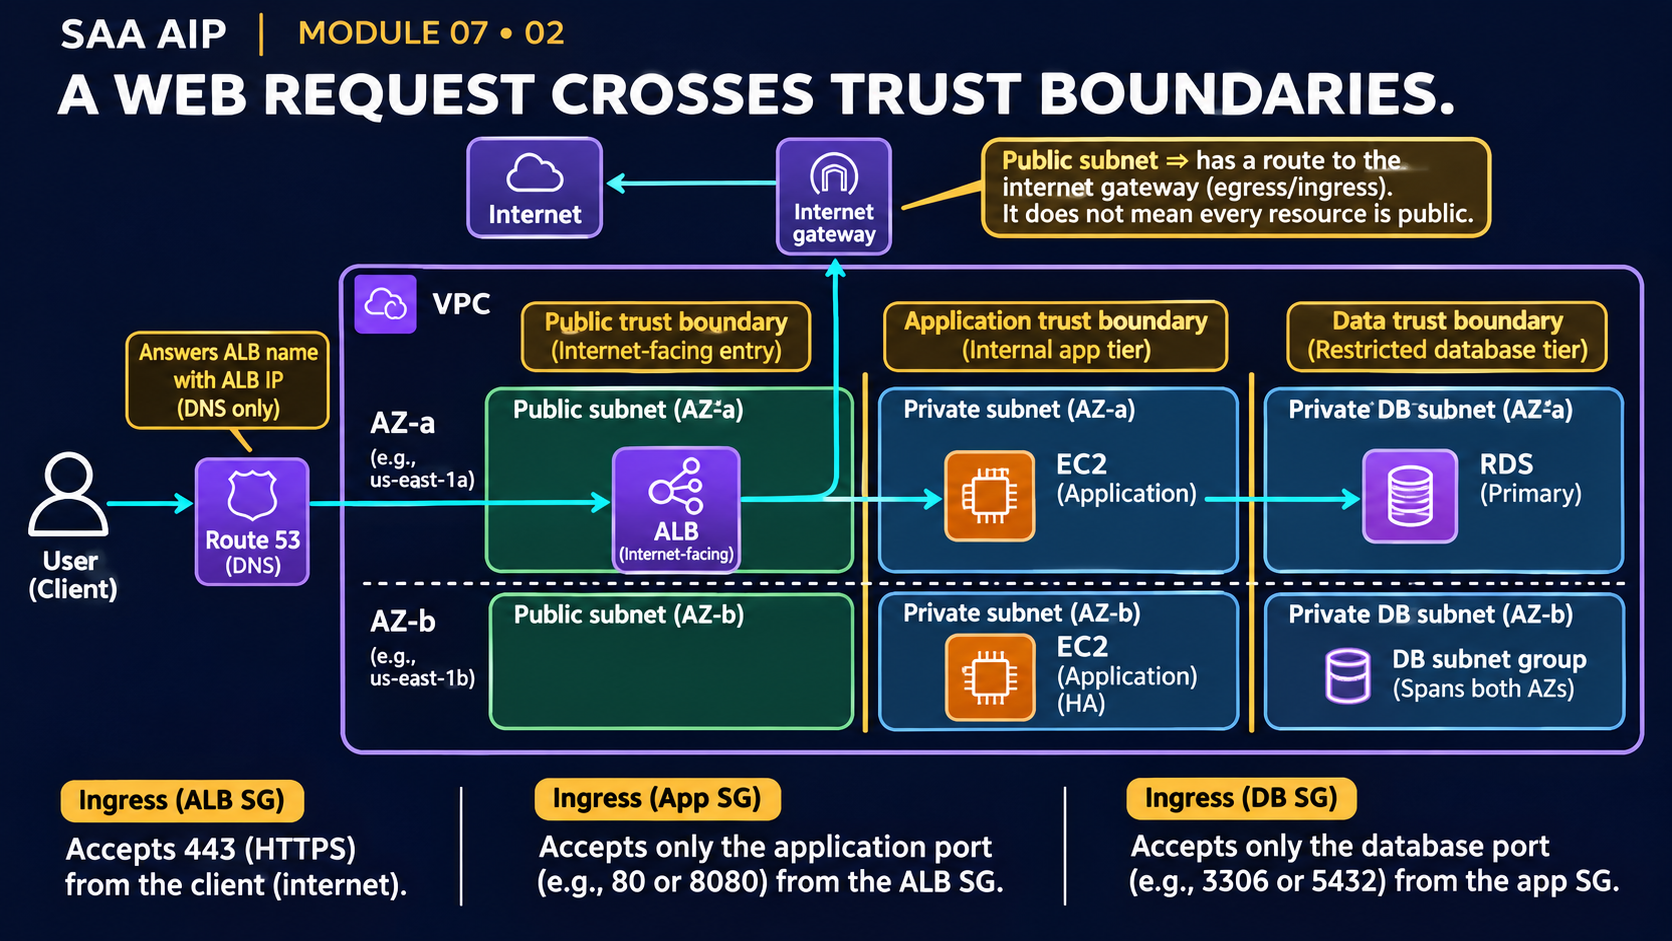 SAA AIP | MODULE 07 • 02
A WEB REQUEST CROSSES TRUST BOUNDARIES.
Internet
Internet
gateway
Public subnet ⇒ has a route to the
internet gateway (egress/ingress).
It does not mean every resource is public.
VPC
Public trust boundary
(Internet-facing entry)
Application trust boundary
(Internal app tier)
Data trust boundary
(Restricted database tier)
Answers ALB name
with ALB IP
(DNS only)
User
(Client)
Route 53
(DNS)
AZ-a
(e.g.,
us-east-1a)
Public subnet (AZ-a)
ALB
(Internet-facing)
Private subnet (AZ-a)
EC2
(Application)
Private DB subnet (AZ-a)
RDS
(Primary)
AZ-b
(e.g.,
us-east-1b)
Public subnet (AZ-b)
Private subnet (AZ-b)
EC2
(Application)
(HA)
Private DB subnet (AZ-b)
DB subnet group
(Spans both AZs)
Ingress (ALB SG)
Accepts 443 (HTTPS)
from the client (internet).
Ingress (App SG)
Accepts only the application port
(e.g., 80 or 8080) from the ALB SG.
Ingress (DB SG)
Accepts only the database port
(e.g., 3306 or 5432) from the app SG.